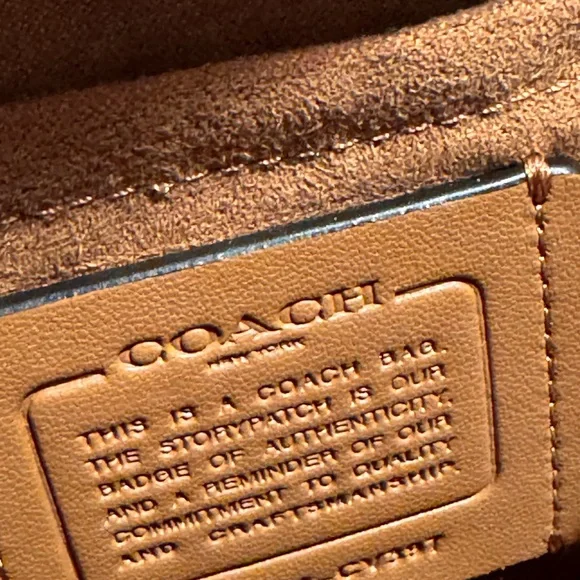 COACH
NEW YORK
THIS IS A COACH BAG.
THE STORYPATCH IS OUR
BADGE OF AUTHENTICITY,
AND A REMINDER OF OUR
COMMITMENT TO QUALITY
AND CRAFTSMANSHIP.